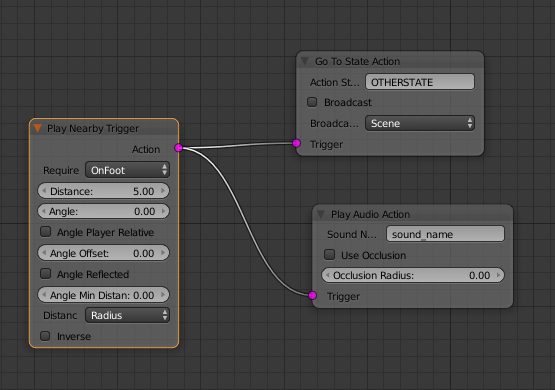 Go To State Action
Action St... OTHERSTATE
Broadcast
Broadca... Scene
Trigger
Play Nearby Trigger
Action
Require OnFoot
Distance: 5.00
Angle: 0.00
Angle Player Relative
Angle Offset: 0.00
Angle Reflected
Angle Min Distan: 0.00
Distanc Radius
Inverse
Play Audio Action
Sound N... sound_name
Use Occlusion
Occlusion Radius: 0.00
Trigger